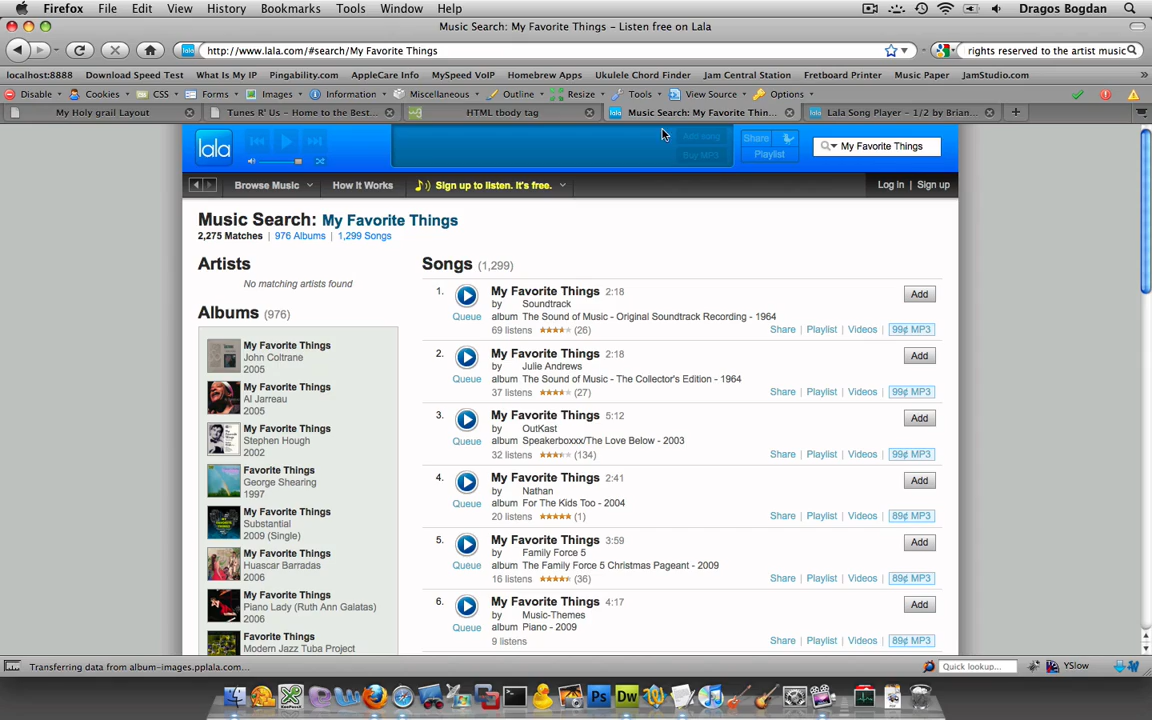 Firefox File Edit View History Bookmarks Tools Window Help Dragos Bogdan
Music Search: My Favorite Things – Listen free on Lala
http://www.lala.com/#search/My Favorite Things rights reserved to the artist music
localhost:8888 Download Speed Test What Is My IP Pingability.com AppleCare Info MySpeed VoIP Homebrew Apps Ukulele Chord Finder Jam Central Station Fretboard Printer Music Paper JamStudio.com
Disable Cookies CSS Forms Images Information Miscellaneous Outline Resize Tools View Source Options
My Holy grail Layout Tunes R' Us – Home to the Best... HTML tbody tag Music Search: My Favorite Thin... Lala Song Player – 1/2 by Brian...
lala Add song Buy MP3 Share Playlist My Favorite Things
Browse Music How It Works Sign up to listen. It's free. Log in | Sign up
Music Search: My Favorite Things
2,275 Matches | 976 Albums | 1,299 Songs
Artists
No matching artists found
Albums (976)
My Favorite Things
John Coltrane
2005
My Favorite Things
Al Jarreau
2005
My Favorite Things
Stephen Hough
2002
Favorite Things
George Shearing
1997
My Favorite Things
Substantial
2009 (Single)
My Favorite Things
Huascar Barradas
2006
My Favorite Things
Piano Lady (Ruth Ann Galatas)
2006
Favorite Things
Modern Jazz Tuba Project
Songs (1,299)
1. My Favorite Things 2:18 Add
by Soundtrack
Queue album The Sound of Music - Original Soundtrack Recording - 1964
69 listens (26) Share | Playlist | Videos | 99¢ MP3
2. My Favorite Things 2:18 Add
by Julie Andrews
Queue album The Sound of Music - The Collector's Edition - 1964
37 listens (27) Share | Playlist | Videos | 99¢ MP3
3. My Favorite Things 5:12 Add
by OutKast
Queue album Speakerboxxx/The Love Below - 2003
32 listens (134) Share | Playlist | Videos | 99¢ MP3
4. My Favorite Things 2:41 Add
by Nathan
Queue album For The Kids Too - 2004
20 listens (1) Share | Playlist | Videos | 89¢ MP3
5. My Favorite Things 3:59 Add
by Family Force 5
Queue album The Family Force 5 Christmas Pageant - 2009
16 listens (36) Share | Playlist | Videos | 89¢ MP3
6. My Favorite Things 4:17 Add
by Music-Themes
Queue album Piano - 2009
9 listens Share | Playlist | Videos | 89¢ MP3
Transferring data from album-images.pplala.com... Quick lookup... YSlow
Ps Dw